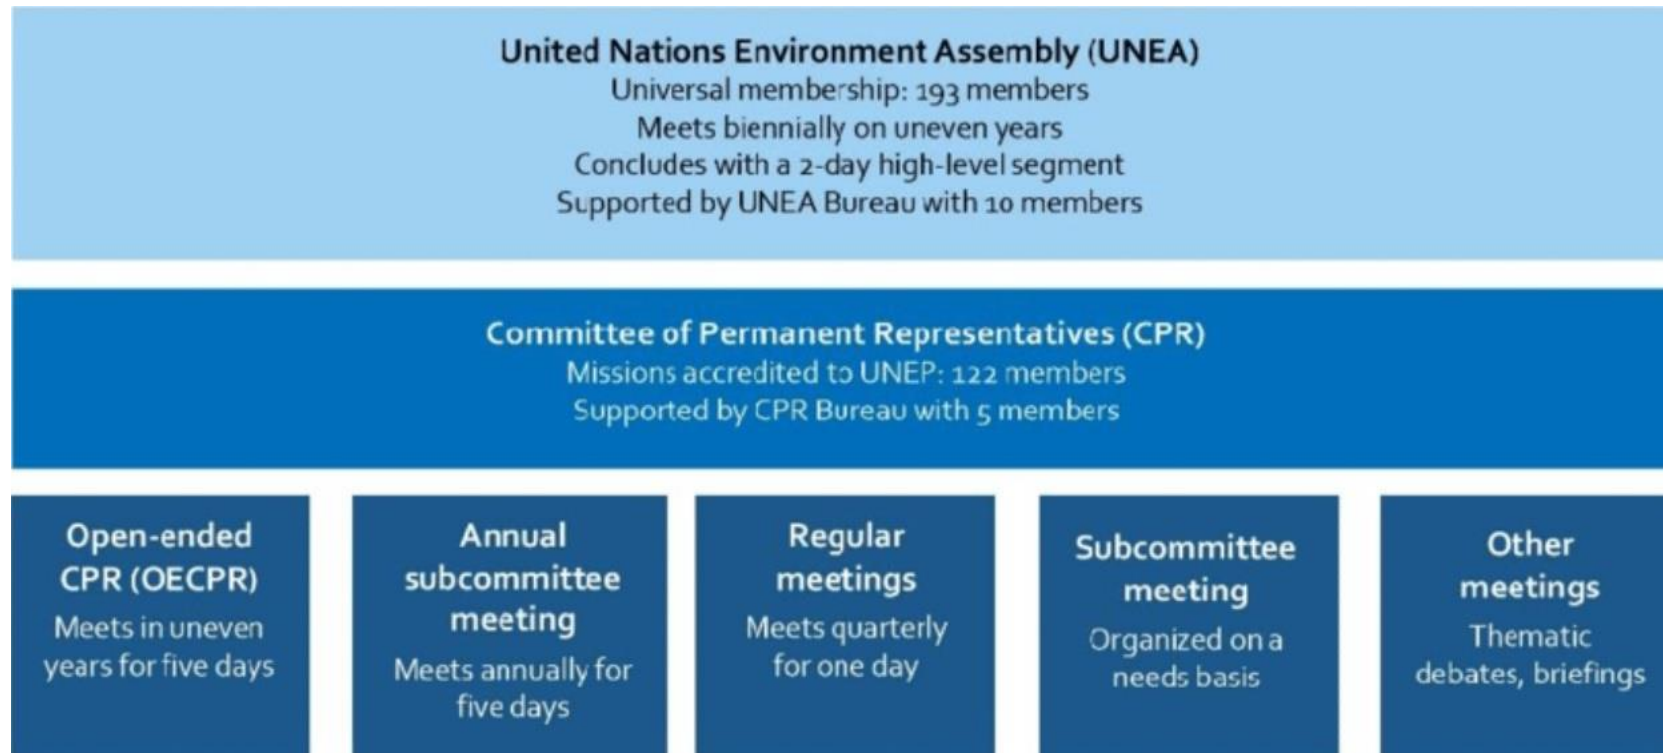 United Nations Environment Assembly (UNEA)
Universal membership: 193 members
Meets biennially on uneven years
Concludes with a 2-day high-level segment
Supported by UNEA Bureau with 10 members
Committee of Permanent Representatives (CPR)
Missions accredited to UNEP: 122 members
Supported by CPR Bureau with 5 members
Open-ended
CPR (OECPR)
Meets in uneven
years for five days
Annual
subcommittee
meeting
Meets annually for
five days
Regular
meetings
Meets quarterly
for one day
Subcommittee
meeting
Organized on a
needs basis
Other
meetings
Thematic
debates, briefings